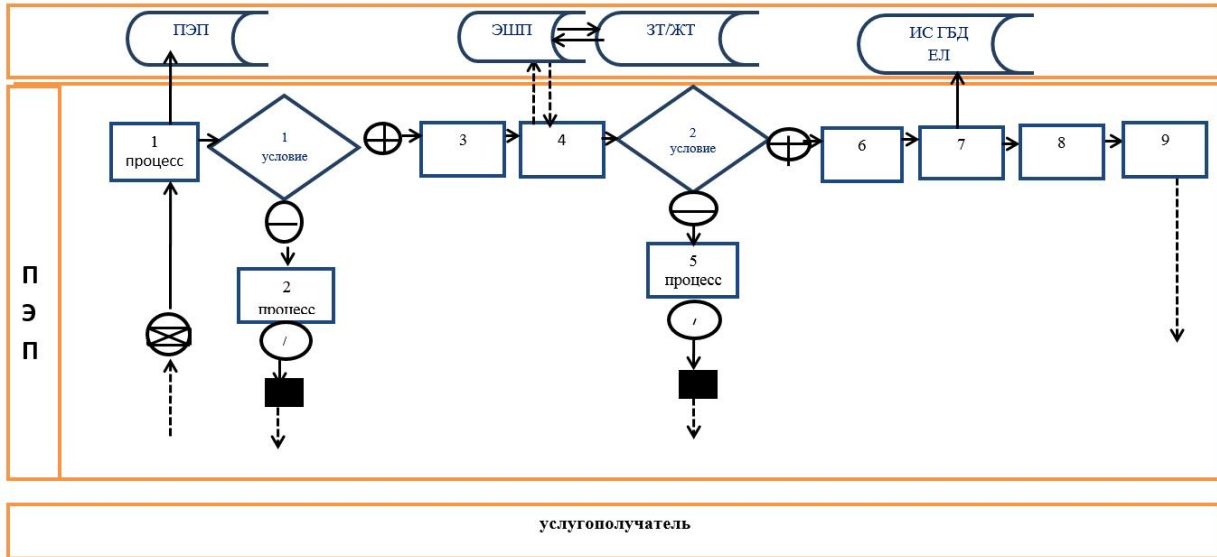 ПЭП
ЭШП
ЗТ/ЖТ
ИС ГБД
ЕЛ
1
процесс
1
условие
3
4
2
условие
6
7
8
9
2
процесс
5
процесс
/
П
Э
П
услугополучатель